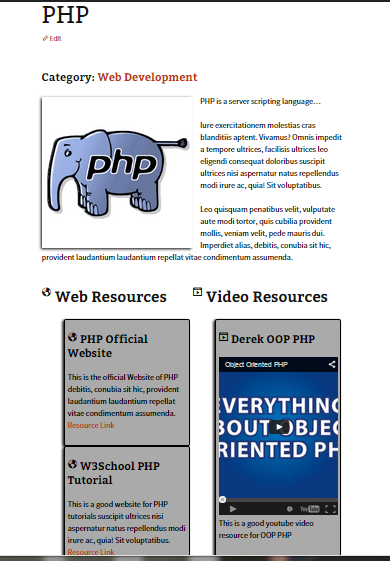 PHP
Edit
Category: Web Development
php
PHP is a server scripting language…
Iure exercitationem molestias cras
blanditiis aptent. Vivamus? Omnis impedit
a tempore ultrices, facilisis ultrices leo
eligendi consequat doloribus suscipit
ultrices nisi aspernatur natus repellendus
modi irure ac, quia! Sit voluptatibus.
Leo quisquam penatibus velit, vulputate
aute modi tortor, quis cubilia provident
mollis, veniam velit, pede mauris dui.
Imperdiet alias, debitis, conubia sit hic,
provident laudantium laudantium repellat vitae condimentum assumenda.
Web Resources
PHP Official
Website
This is the official Website of PHP
debitis, conubia sit hic, provident
laudantium laudantium repellat
vitae condimentum assumenda.
Resource Link
W3School PHP
Tutorial
This is a good website for PHP
tutorials suscipit ultrices nisi
aspernatur natus repellendus modi
irure ac, quia! Sit voluptatibus.
Resource Link
Video Resources
Derek OOP PHP
Object Oriented PHP
EVERYTHING
BOUT OBJEC
RIENTED PH
YouTube
This is a good youtube video
resource for OOP PHP